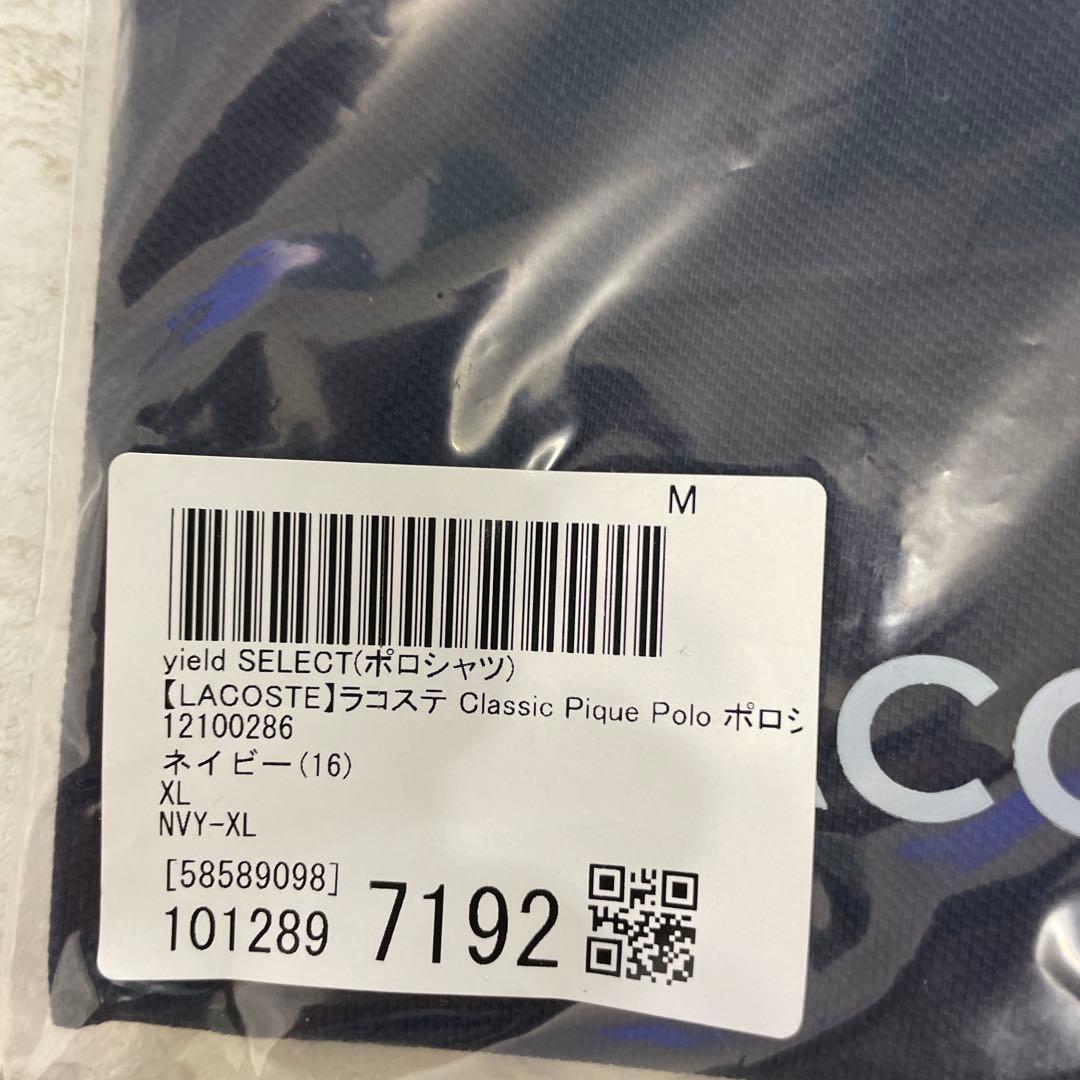 M
yield SELECT(ポロシャツ)
【LACOSTE】ラコステ Classic Pique Polo ポロシ
12100286
ネイビー(16)
XL
NVY-XL
[58589098]
101289 7192
ACO